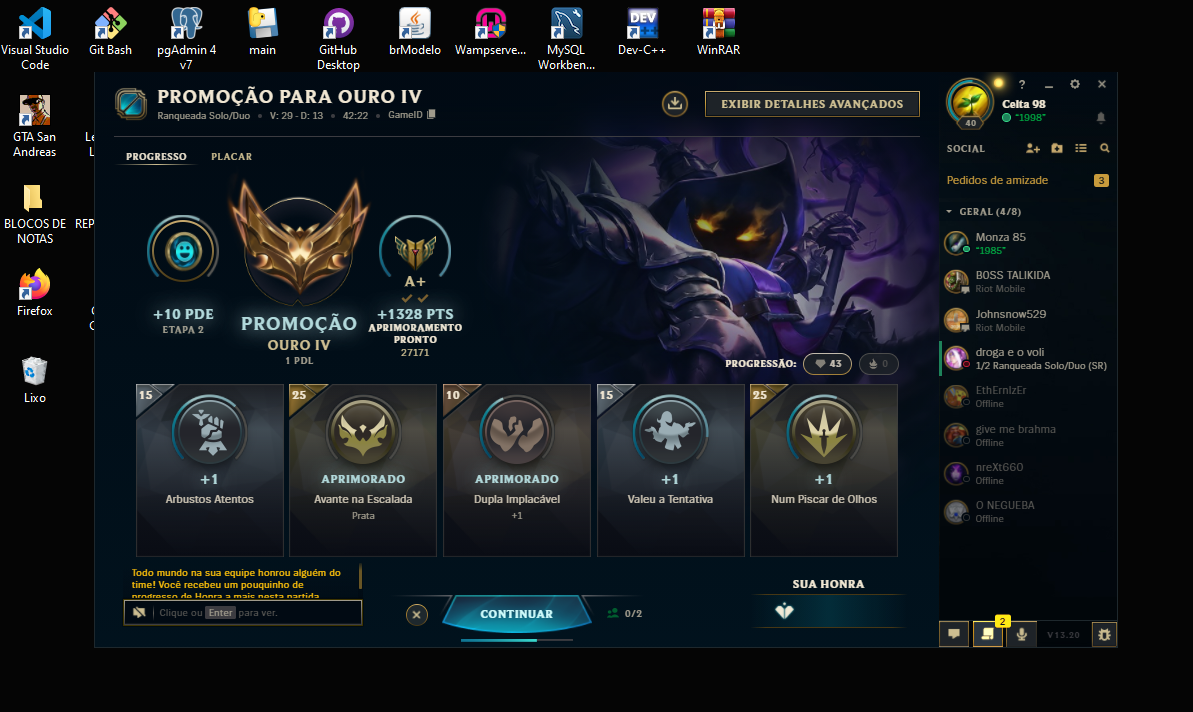 Visual Studio
Code
Git Bash
pgAdmin 4
v7
main
GitHub
Desktop
brModelo
Wampserve...
MySQL
Workben...
DEV
Dev-C++
WinRAR
GTA San
Andreas
BLOCOS DE
NOTAS
Firefox
Lixo
PROMOÇÃO PARA OURO IV
Ranqueada Solo/Duo • V: 29 - D: 13 • 42:22 • GameID
EXIBIR DETALHES AVANÇADOS
PROGRESSO PLACAR
+10 PDE
ETAPA 2
PROMOÇÃO
OURO IV
1 PDL
A+
+1328 PTS
APRIMORAMENTO
PRONTO
27171
PROGRESSÃO: 43 0
15
+1
Arbustos Atentos
25
APRIMORADO
Avante na Escalada
Prata
10
APRIMORADO
Dupla Implacável
+1
15
+1
Valeu a Tentativa
25
+1
Num Piscar de Olhos
Todo mundo na sua equipe honrou alguém do
time! Você recebeu um pouquinho de
progresso de Honra a mais nesta partida
Clique ou Enter para ver.
CONTINUAR
0/2
SUA HONRA
?
Celta 98
"1998"
40
SOCIAL
Pedidos de amizade 3
GERAL (4/8)
Monza 85
"1985"
BOSS TALIKIDA
Riot Mobile
Johnsnow529
Riot Mobile
droga e o voli
1/2 Ranqueada Solo/Duo (SR)
EthErnIzEr
Offline
give me brahma
Offline
nreXt660
Offline
O NEGUEBA
Offline
2
V13.20